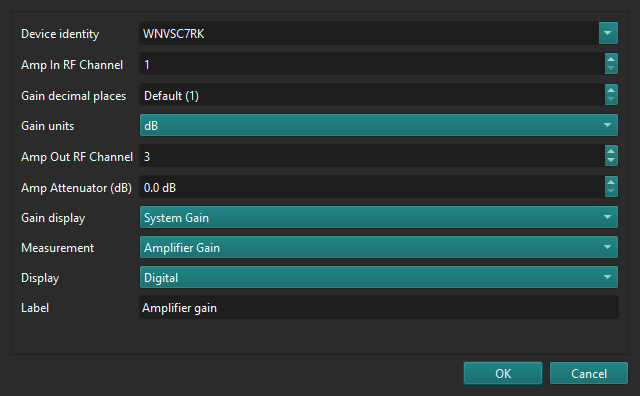 Device identity WNVSC7RK
Amp In RF Channel 1
Gain decimal places Default (1)
Gain units dB
Amp Out RF Channel 3
Amp Attenuator (dB) 0.0 dB
Gain display System Gain
Measurement Amplifier Gain
Display Digital
Label Amplifier gain
OK Cancel